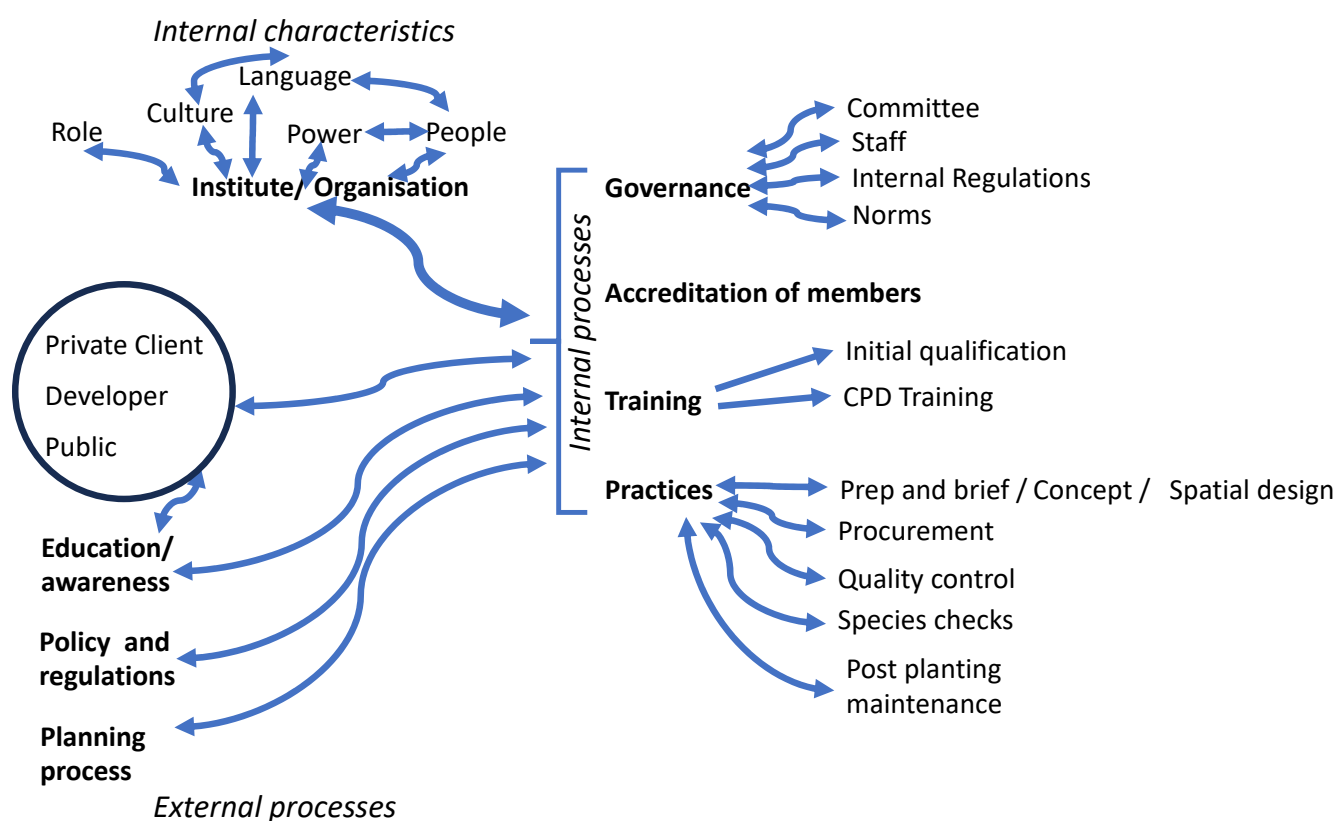 Internal characteristics
Language
Culture
Role
Power
People
Institute/ Organisation
Private Client
Developer
Public
Education/
awareness
Policy and
regulations
Planning
process
External processes
Internal processes
Governance
Committee
Staff
Internal Regulations
Norms
Accreditation of members
Training
Initial qualification
CPD Training
Practices
Prep and brief / Concept / Spatial design
Procurement
Quality control
Species checks
Post planting
maintenance